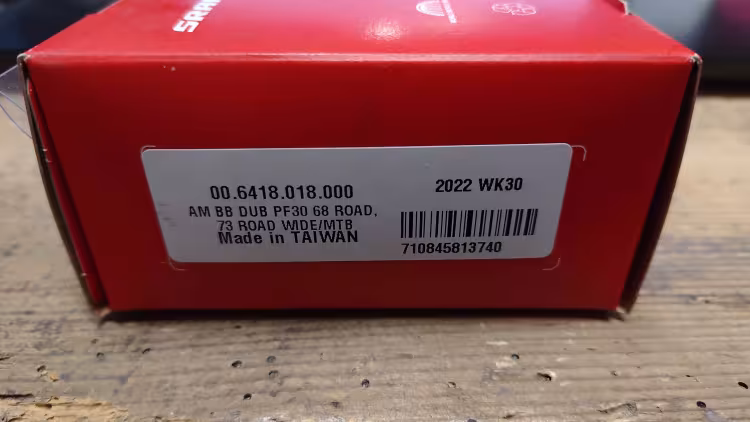 SRAM
00.6418.018.000
AM BB DUB PF30 68 ROAD,
73 ROAD WIDE/MTB
Made in TAIWAN
2022 WK30
710845813740